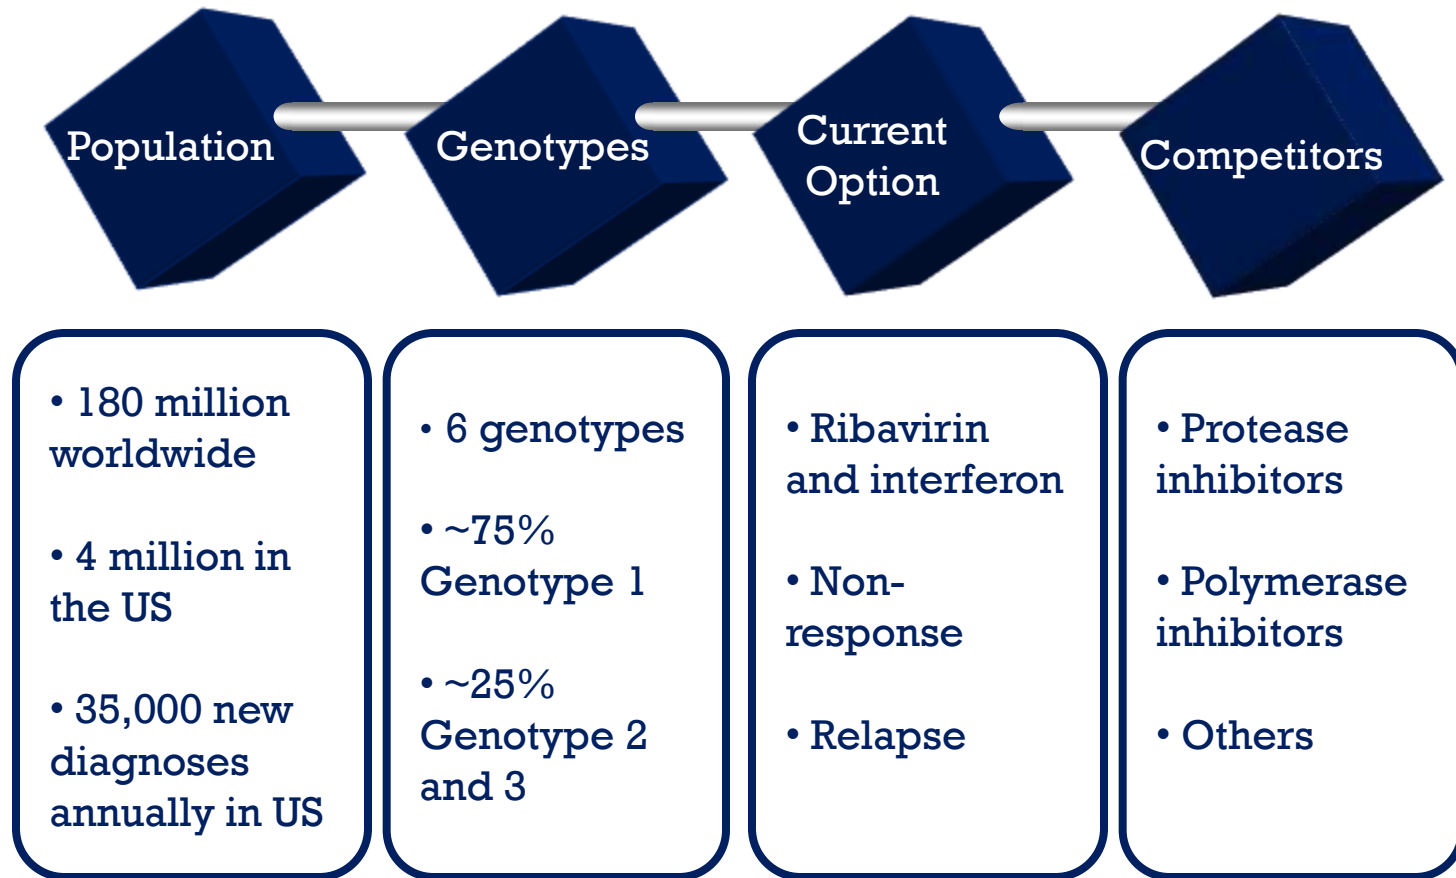 Population
Genotypes
Current
Option
Competitors
• 180 million
worldwide
• 4 million in
the US
• 35,000 new
diagnoses
annually in US
• 6 genotypes
• ~75%
Genotype 1
• ~25%
Genotype 2
and 3
• Ribavirin
and interferon
• Non-
response
• Relapse
• Protease
inhibitors
• Polymerase
inhibitors
• Others